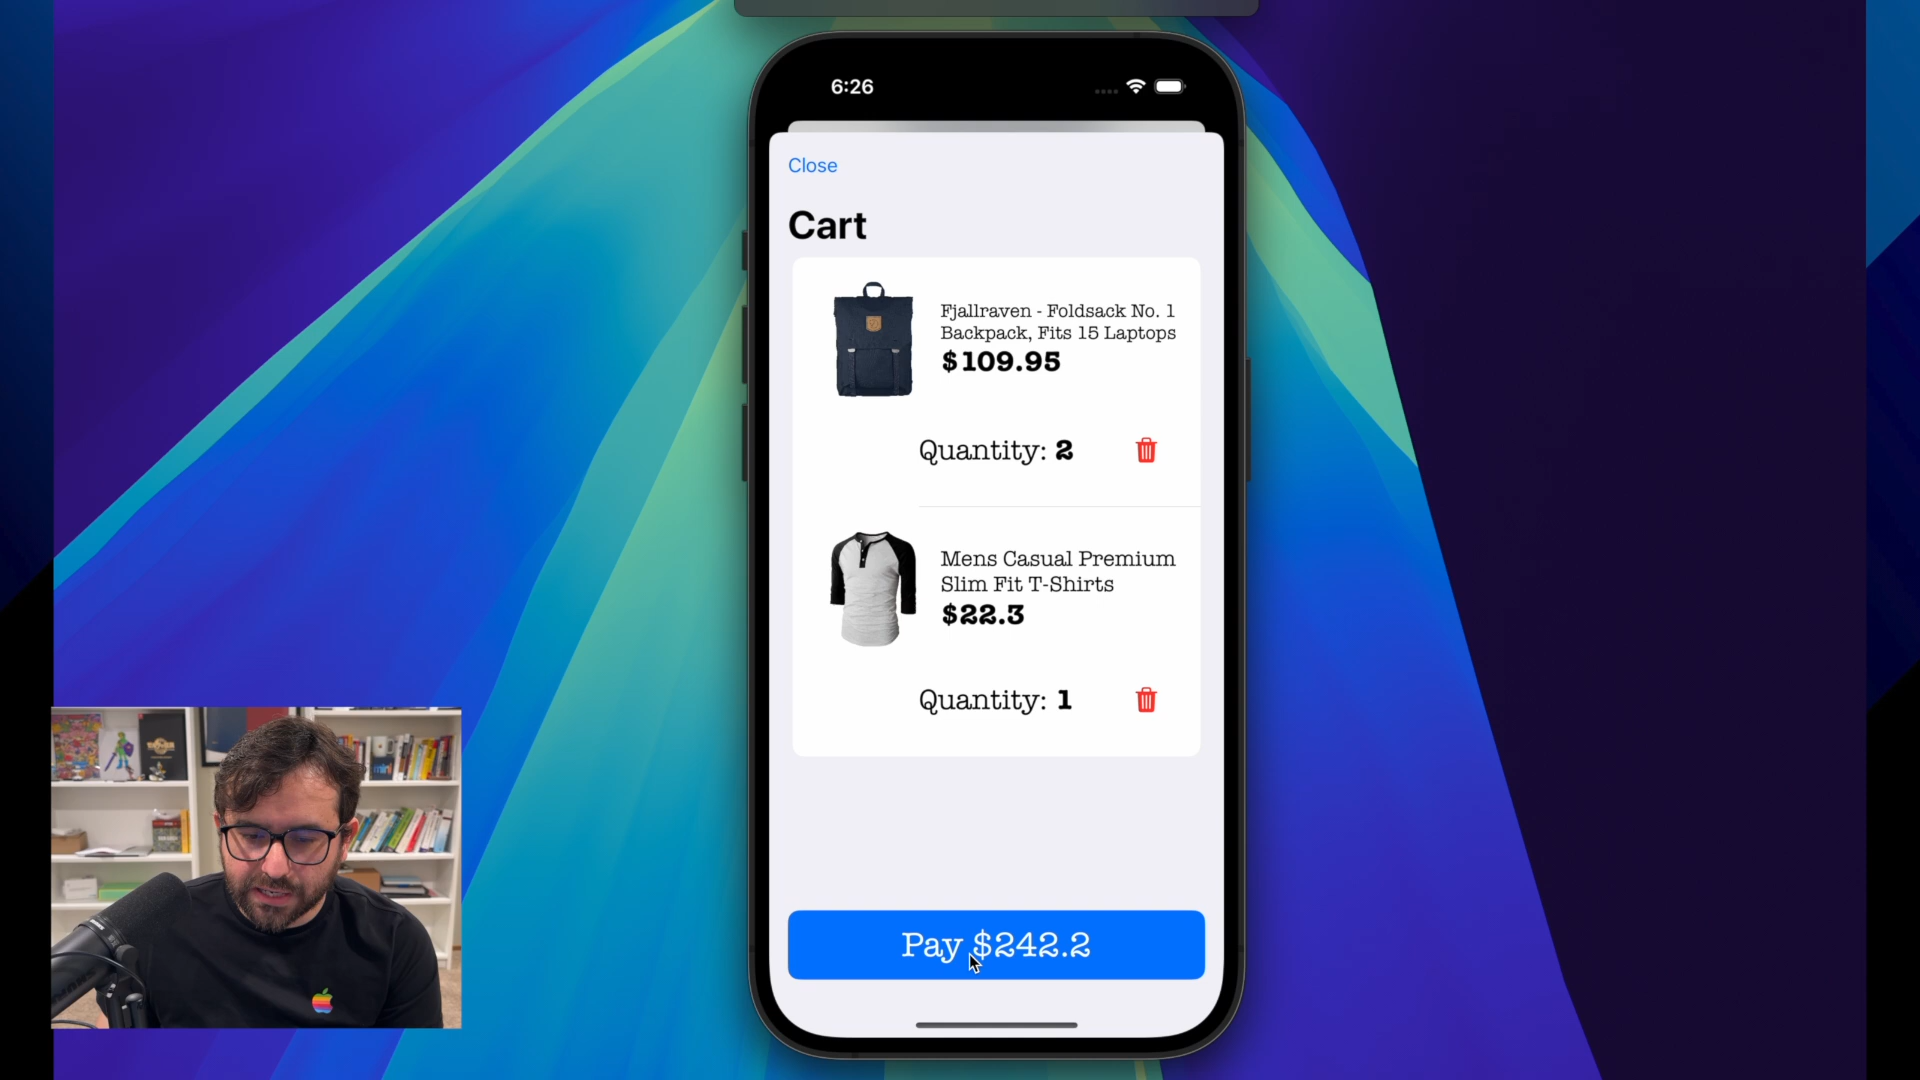 6:26
Close
Cart
Fjallraven - Foldsack No. 1
Backpack, Fits 15 Laptops
$109.95
Quantity: 2
Mens Casual Premium
Slim Fit T-Shirts
$22.3
Quantity: 1
Pay $242.2